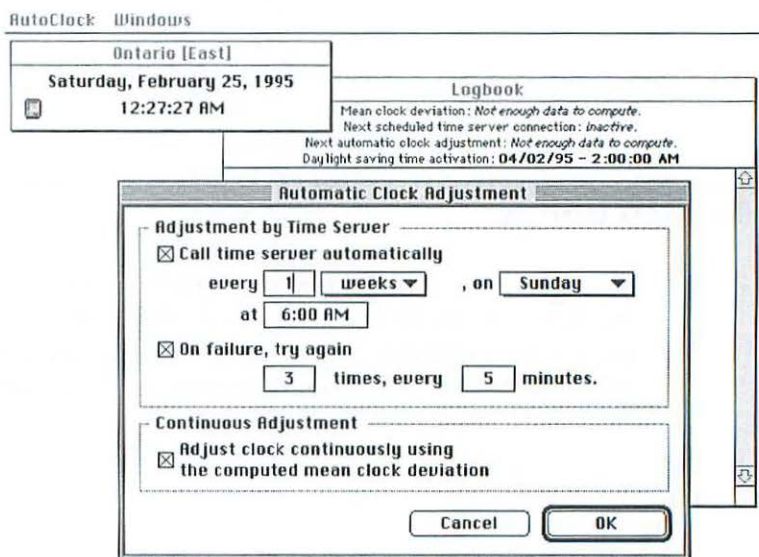 AutoClock Windows
Ontario [East]
Saturday, February 25, 1995
12:27:27 AM
Logbook
Mean clock deviation: Not enough data to compute.
Next scheduled time server connection: Inactive.
Next automatic clock adjustment: Not enough data to compute.
Daylight saving time activation: 04/02/95 - 2:00:00 AM
Automatic Clock Adjustment
Adjustment by Time Server
Call time server automatically
every 1 weeks , on Sunday
at 6:00 AM
On failure, try again
3 times, every 5 minutes.
Continuous Adjustment
Adjust clock continuously using
the computed mean clock deviation
Cancel OK